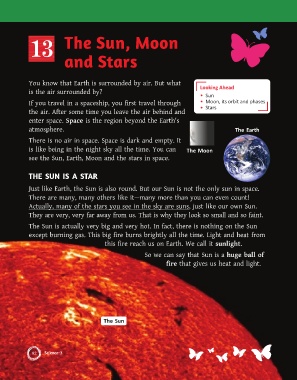 13 The Sun, Moon
and Stars
You know that Earth is surrounded by air. But what
is the air surrounded by?
If you travel in a spaceship, you first travel through
the air. After some time you leave the air behind and
enter space. Space is the region beyond the Earth's
atmosphere.
There is no air in space. Space is dark and empty. It
is like being in the night sky all the time. You can
see the Sun, Earth, Moon and the stars in space.
Looking Ahead
• Sun
• Moon, its orbit and phases
• Stars
The Moon
The Earth
THE SUN IS A STAR
Just like Earth, the Sun is also round. But our Sun is not the only sun in space.
There are many, many others like it—many more than you can even count!
Actually, many of the stars you see in the sky are suns, just like our own Sun.
They are very, very far away from us. That is why they look so small and so faint.
The Sun is actually very big and very hot. In fact, there is nothing on the Sun
except burning gas. This big fire burns brightly all the time. Light and heat from
this fire reach us on Earth. We call it sunlight.
So we can say that Sun is a huge ball of
fire that gives us heat and light.
The Sun
Science 3